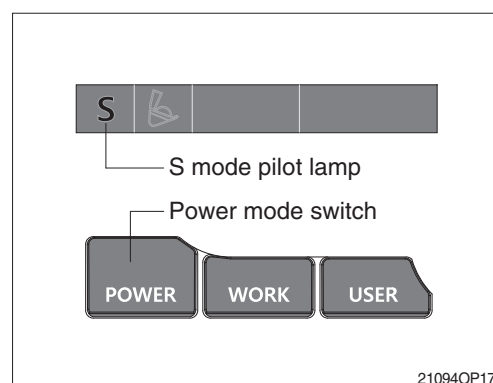 S
S mode pilot lamp
Power mode switch
POWER WORK USER
21094OP17